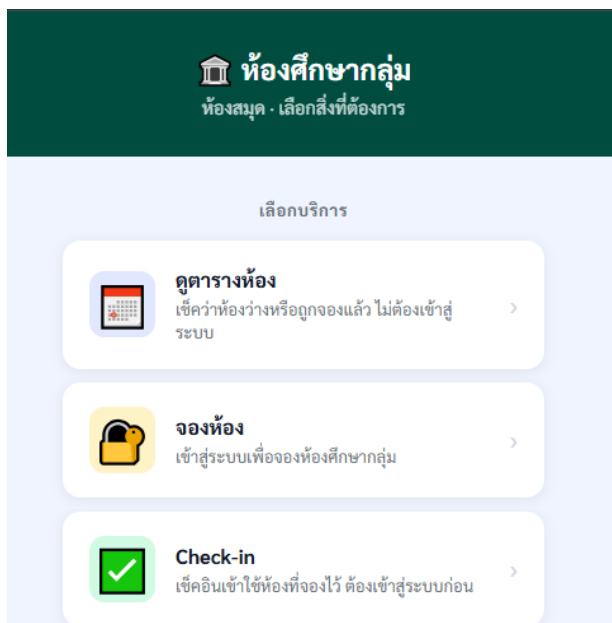 ห้องศึกษากลุ่ม
ห้องสมุด · เลือกสิ่งที่ต้องการ
เลือกบริการ
ดูตารางห้อง
เช็คว่าห้องว่างหรือถูกจองแล้ว ไม่ต้องเข้าสู่
ระบบ
จองห้อง
เข้าสู่ระบบเพื่อจองห้องศึกษากลุ่ม
Check-in
เช็คอินเข้าใช้ห้องที่จองไว้ ต้องเข้าสู่ระบบก่อน